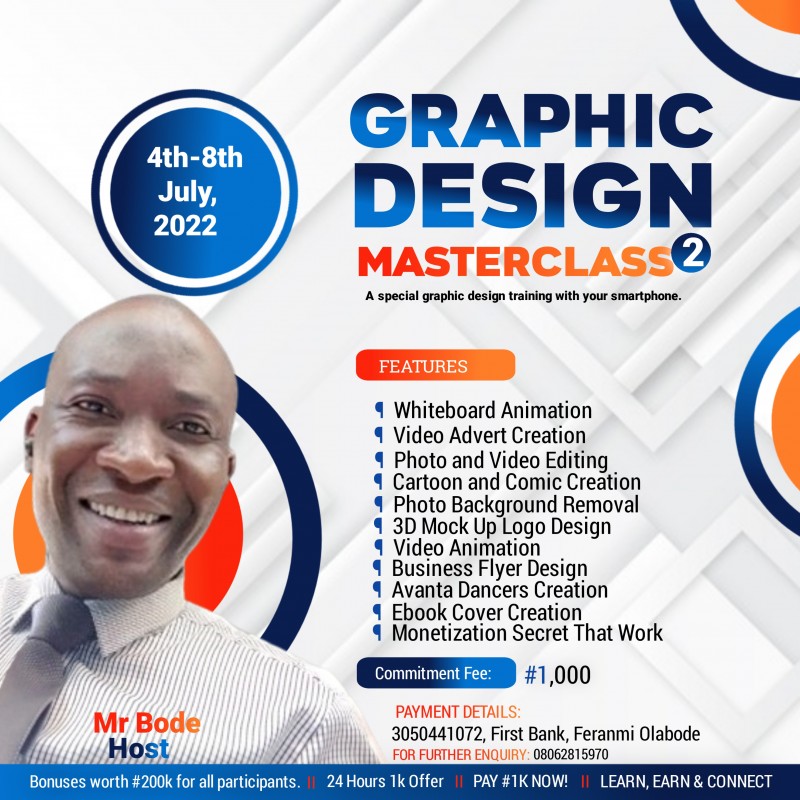 4th-8th
July,
2022
GRAPHIC
DESIGN
MASTERCLASS 2
A special graphic design training with your smartphone.
FEATURES
¶ Whiteboard Animation
¶ Video Advert Creation
¶ Photo and Video Editing
¶ Cartoon and Comic Creation
¶ Photo Background Removal
¶ 3D Mock Up Logo Design
¶ Video Animation
¶ Business Flyer Design
¶ Avanta Dancers Creation
¶ Ebook Cover Creation
¶ Monetization Secret That Work
Commitment Fee: #1,000
PAYMENT DETAILS:
3050441072, First Bank, Feranmi Olabode
FOR FURTHER ENQUIRY: 08062815970
Mr Bode
Host
Bonuses worth #200k for all participants. || 24 Hours 1k Offer || PAY #1K NOW! || LEARN, EARN & CONNECT